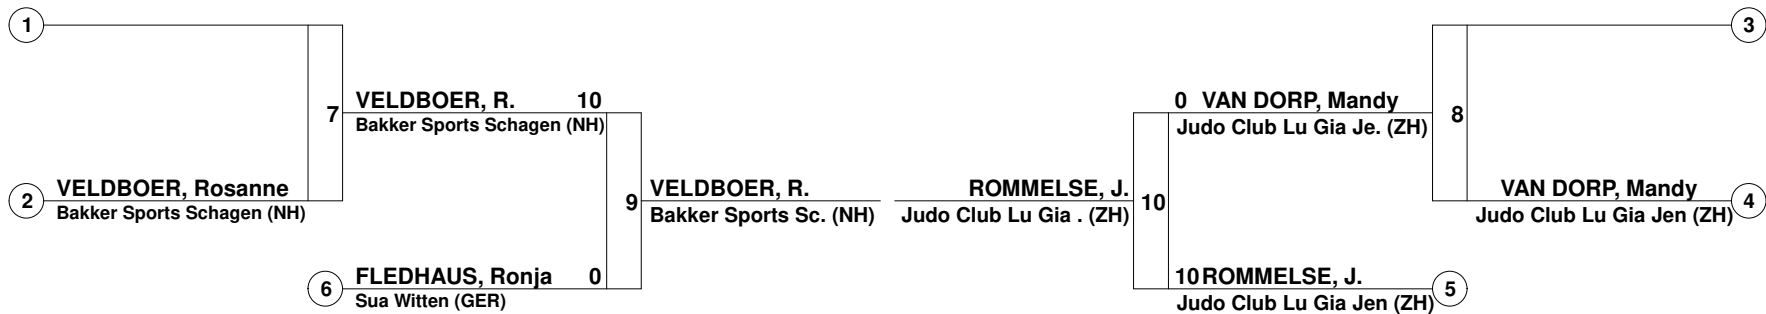 1
3
7
VELDBOER, R. 10
Bakker Sports Schagen (NH)
0 VAN DORP, Mandy
Judo Club Lu Gia Je. (ZH)
8
2
VELDBOER, Rosanne
Bakker Sports Schagen (NH)
9
VELDBOER, R.
Bakker Sports Sc. (NH)
ROMMELSE, J.
Judo Club Lu Gia . (ZH)
10
VAN DORP, Mandy
Judo Club Lu Gia Jen (ZH)
4
6
FLEDHAUS, Ronja 0
Sua Witten (GER)
10 ROMMELSE, J.
Judo Club Lu Gia Jen (ZH)
5